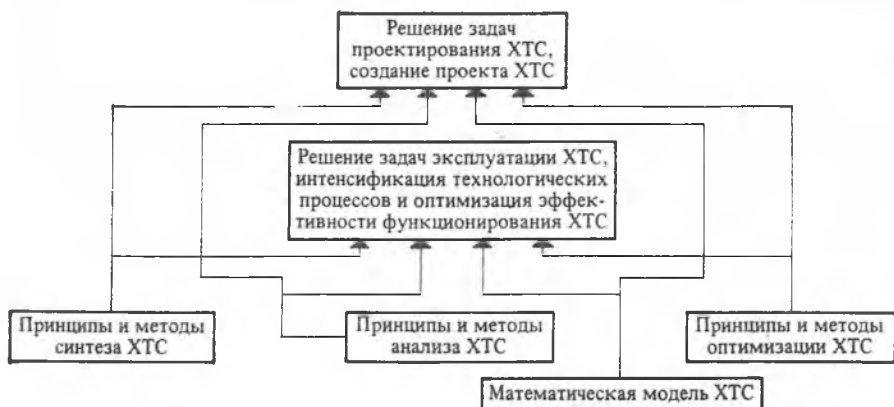 Решение задач
проектирования ХТС,
создание проекта ХТС
Решение задач эксплуатации ХТС,
интенсификация технологических
процессов и оптимизация эффек-
тивности функционирования ХТС
Принципы и методы
синтеза ХТС
Принципы и методы
анализа ХТС
Принципы и методы
оптимизации ХТС
Математическая модель ХТС